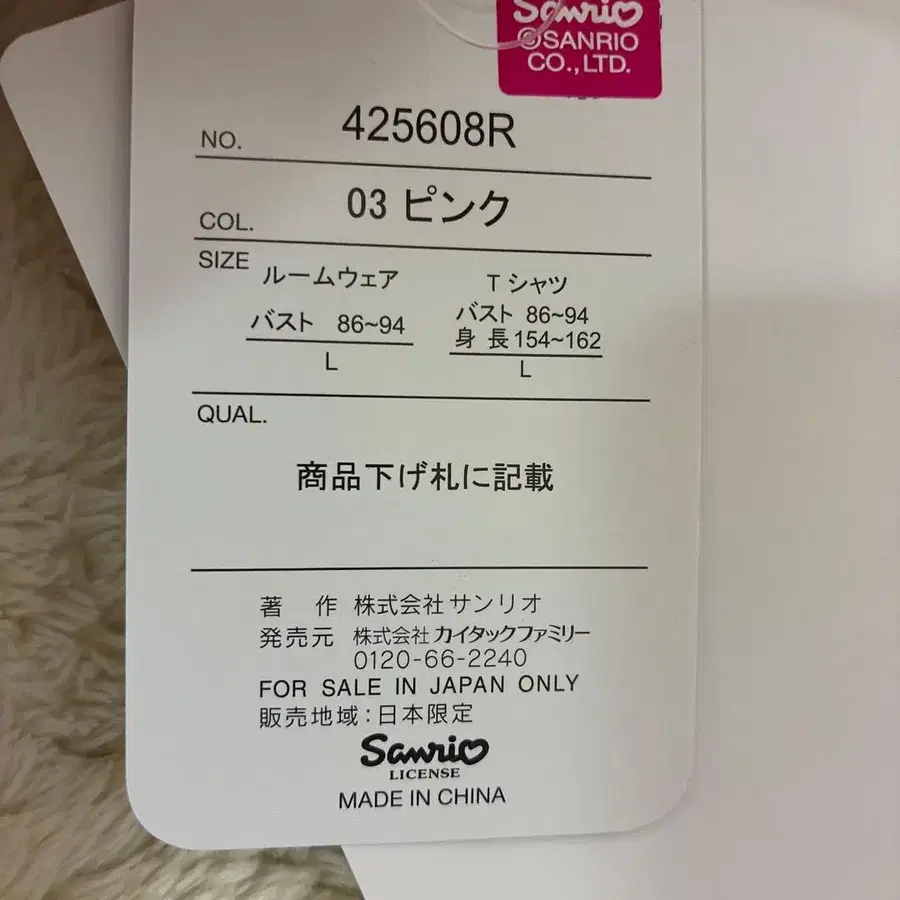 Sanrio
©SANRIO
CO.,LTD.
NO. 425608R
COL. 03 ピンク
SIZE ルームウェア Tシャツ
バスト 86~94 バスト 86~94
身 長 154~162
L L
QUAL.
商品下げ札に記載
著 作 株式会社サンリオ
発売元 株式会社カイタックファミリー
0120-66-2240
FOR SALE IN JAPAN ONLY
販売地域：日本限定
Sanrio
LICENSE
MADE IN CHINA